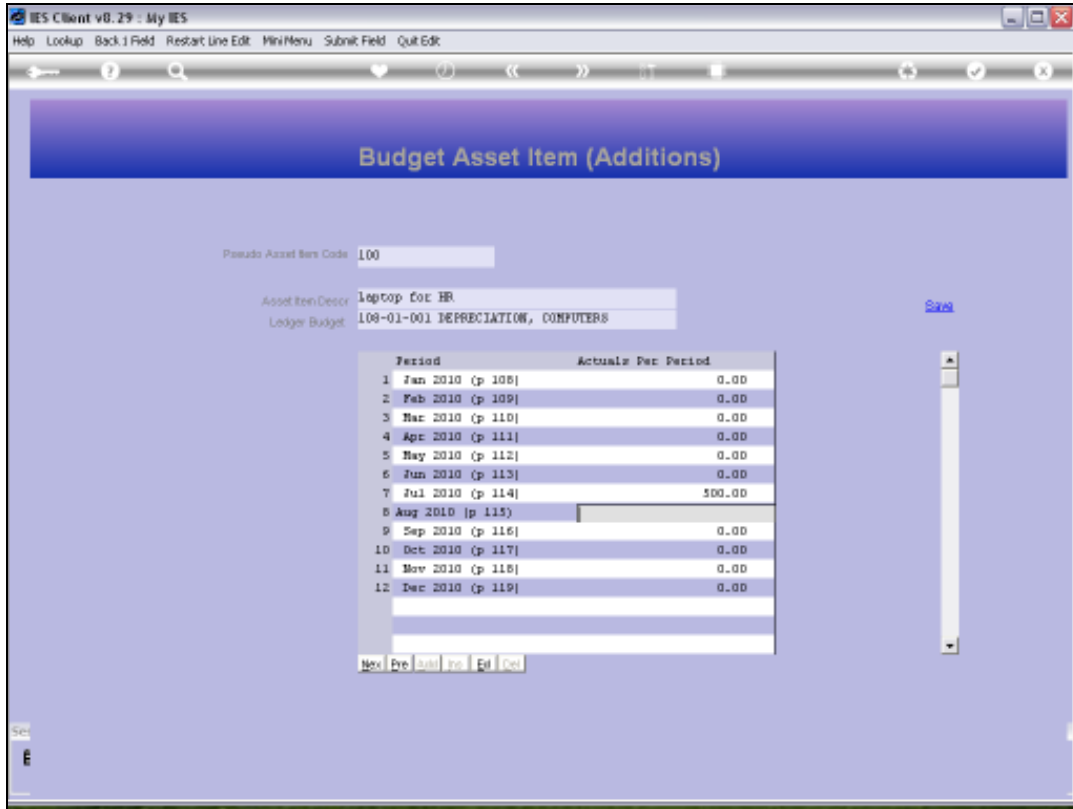 IES Client v8.29 : My IES
Help Lookup Back 1 Field Restart Line Edit Mini Menu Submit Field Quit Edit
Budget Asset Item (Additions)
Pseudo Asset Item Code 100
Asset Item Descr laptop for HR
Ledger Budget 108-01-001 DEPRECIATION, COMPUTERS
Save
Period Actuals Per Period
1 Jan 2010 (p 108) 0.00
2 Feb 2010 (p 109) 0.00
3 Mar 2010 (p 110) 0.00
4 Apr 2010 (p 111) 0.00
5 May 2010 (p 112) 0.00
6 Jun 2010 (p 113) 0.00
7 Jul 2010 (p 114) 500.00
8 Aug 2010 (p 115)
9 Sep 2010 (p 116) 0.00
10 Oct 2010 (p 117) 0.00
11 Nov 2010 (p 118) 0.00
12 Dec 2010 (p 119) 0.00
Nex Pre Add Ins Ed Del
Ses